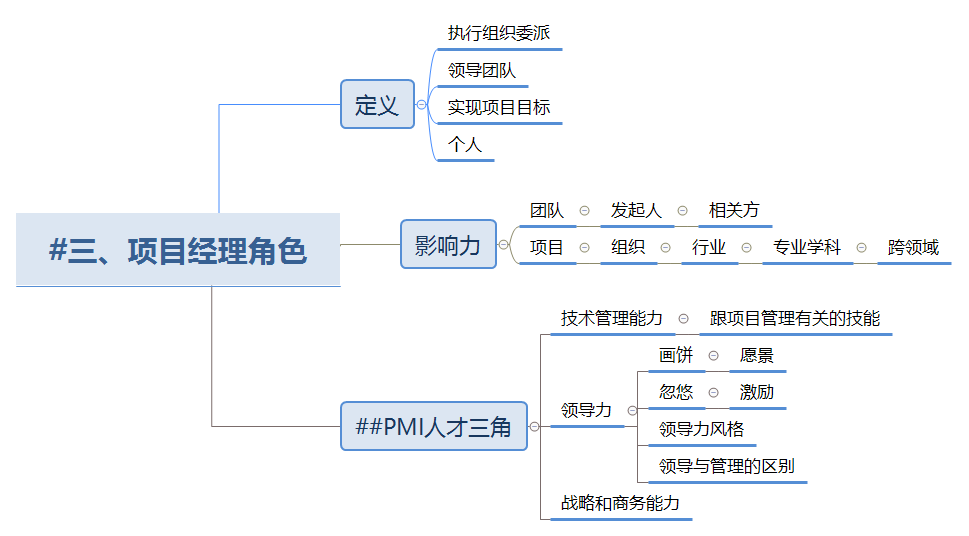 #三、项目经理角色
定义
执行组织委派
领导团队
实现项目目标
个人
影响力
团队 发起人 相关方
项目 组织 行业 专业学科 跨领域
##PMI人才三角
技术管理能力 跟项目管理有关的技能
领导力
画饼 愿景
忽悠 激励
领导力风格
领导与管理的区别
战略和商务能力